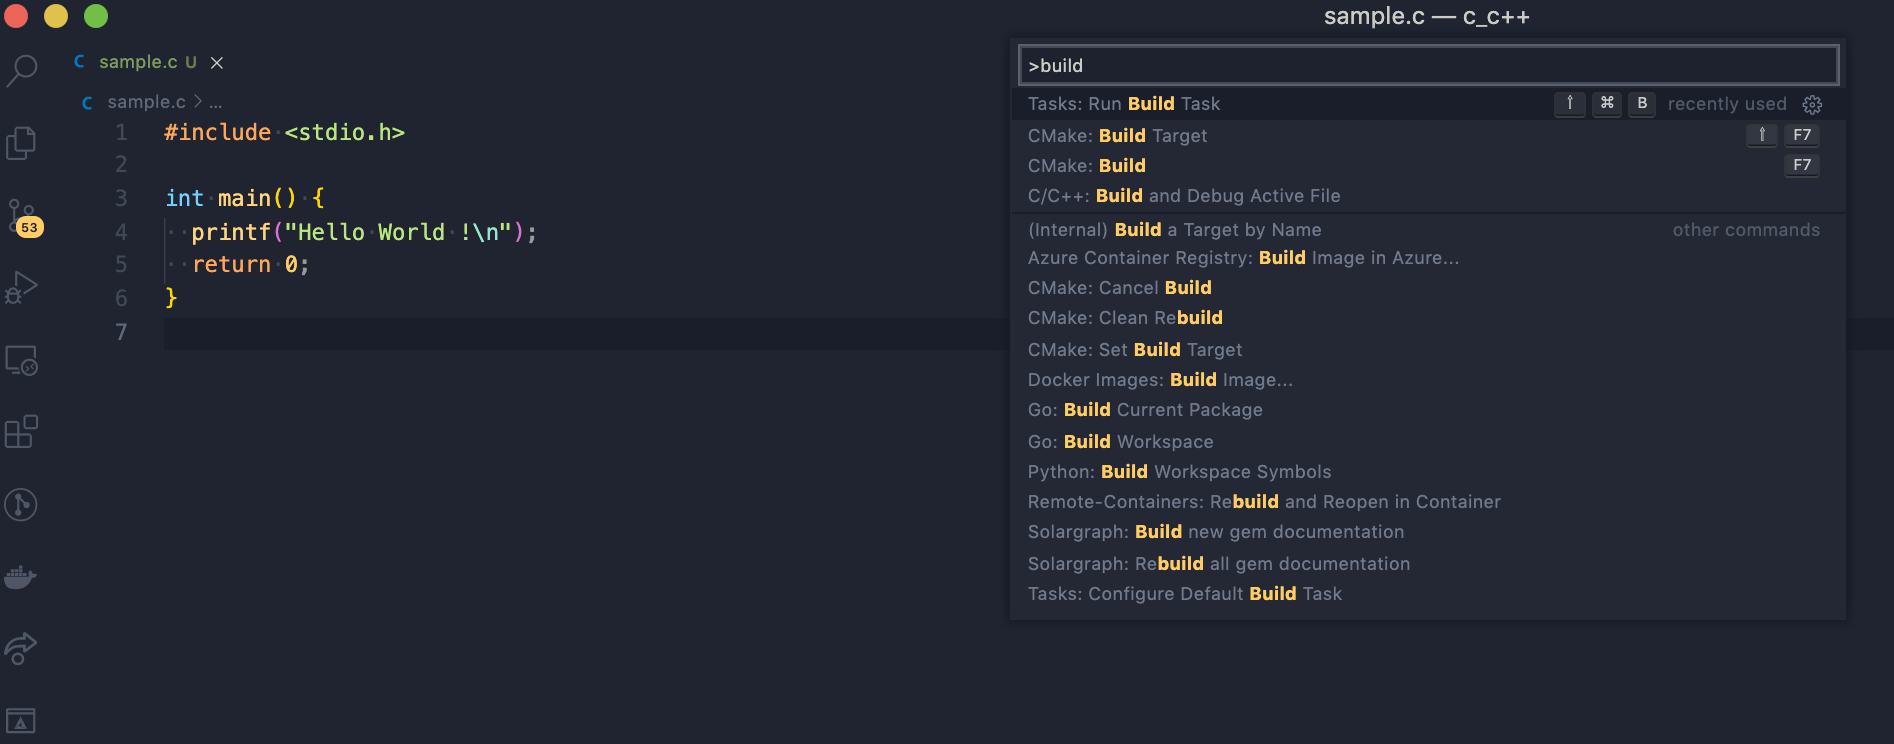 sample.c — c_c++
C sample.c U ×
C sample.c > ...
1 #include <stdio.h>
2
3 int main() {
4 printf("Hello World !\n");
5 return 0;
6 }
7
53
>build
Tasks: Run Build Task ⇧ ⌘ B recently used
CMake: Build Target ⇧ F7
CMake: Build F7
C/C++: Build and Debug Active File
(Internal) Build a Target by Name other commands
Azure Container Registry: Build Image in Azure...
CMake: Cancel Build
CMake: Clean Rebuild
CMake: Set Build Target
Docker Images: Build Image...
Go: Build Current Package
Go: Build Workspace
Python: Build Workspace Symbols
Remote-Containers: Rebuild and Reopen in Container
Solargraph: Build new gem documentation
Solargraph: Rebuild all gem documentation
Tasks: Configure Default Build Task